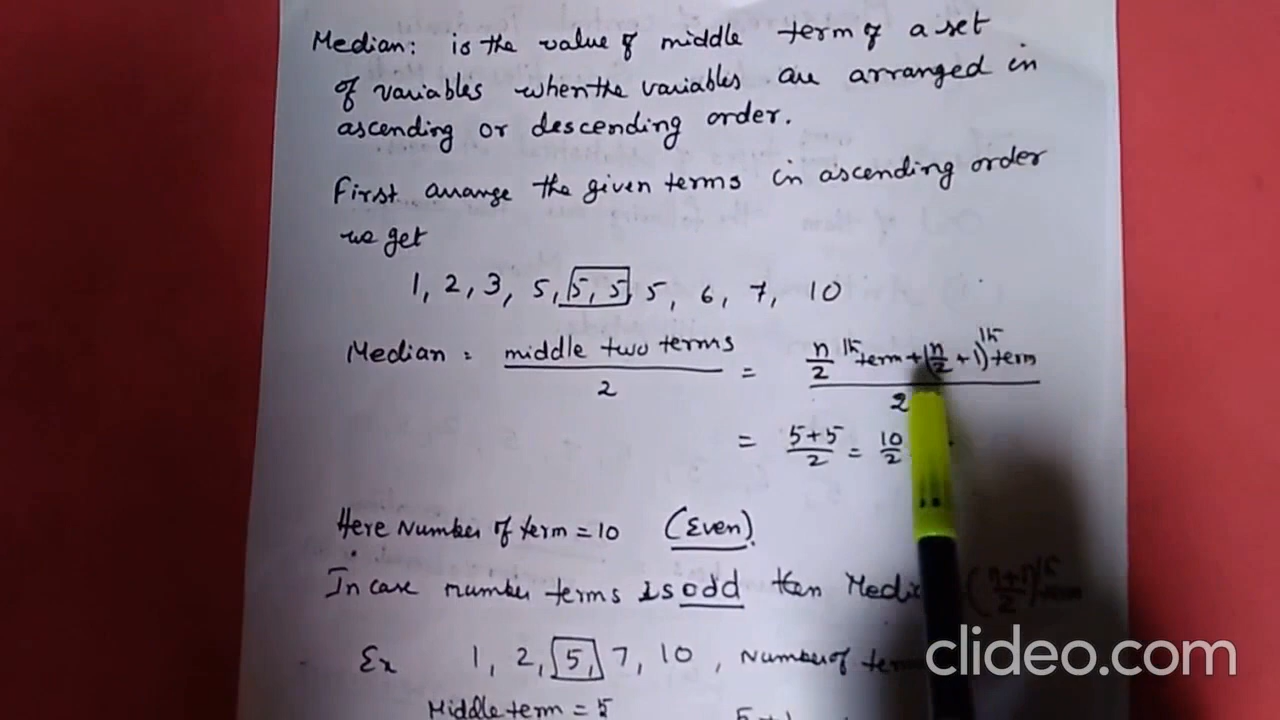 Median: is the value of middle term of a set
of variables when the variables are arranged in
ascending or descending order.
First arrange the given terms in ascending order
we get
1, 2, 3, 5, 5, 5, 5, 6, 7, 10
Median = middle two terms / 2 = n/2 th term + (n/2 + 1)th term / 2
= 5+5/2 = 10/2
Here Number of term = 10 (Even).
In case number terms is odd then
Ex 1, 2, 5, 7, 10, Number of
Middle term = 5
clideo.com